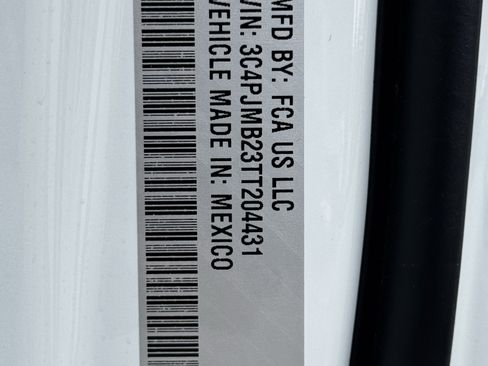 MFD BY: FCA US LLC
VIN: 3C4PJMB23TT204431
VEHICLE MADE IN: MEXICO